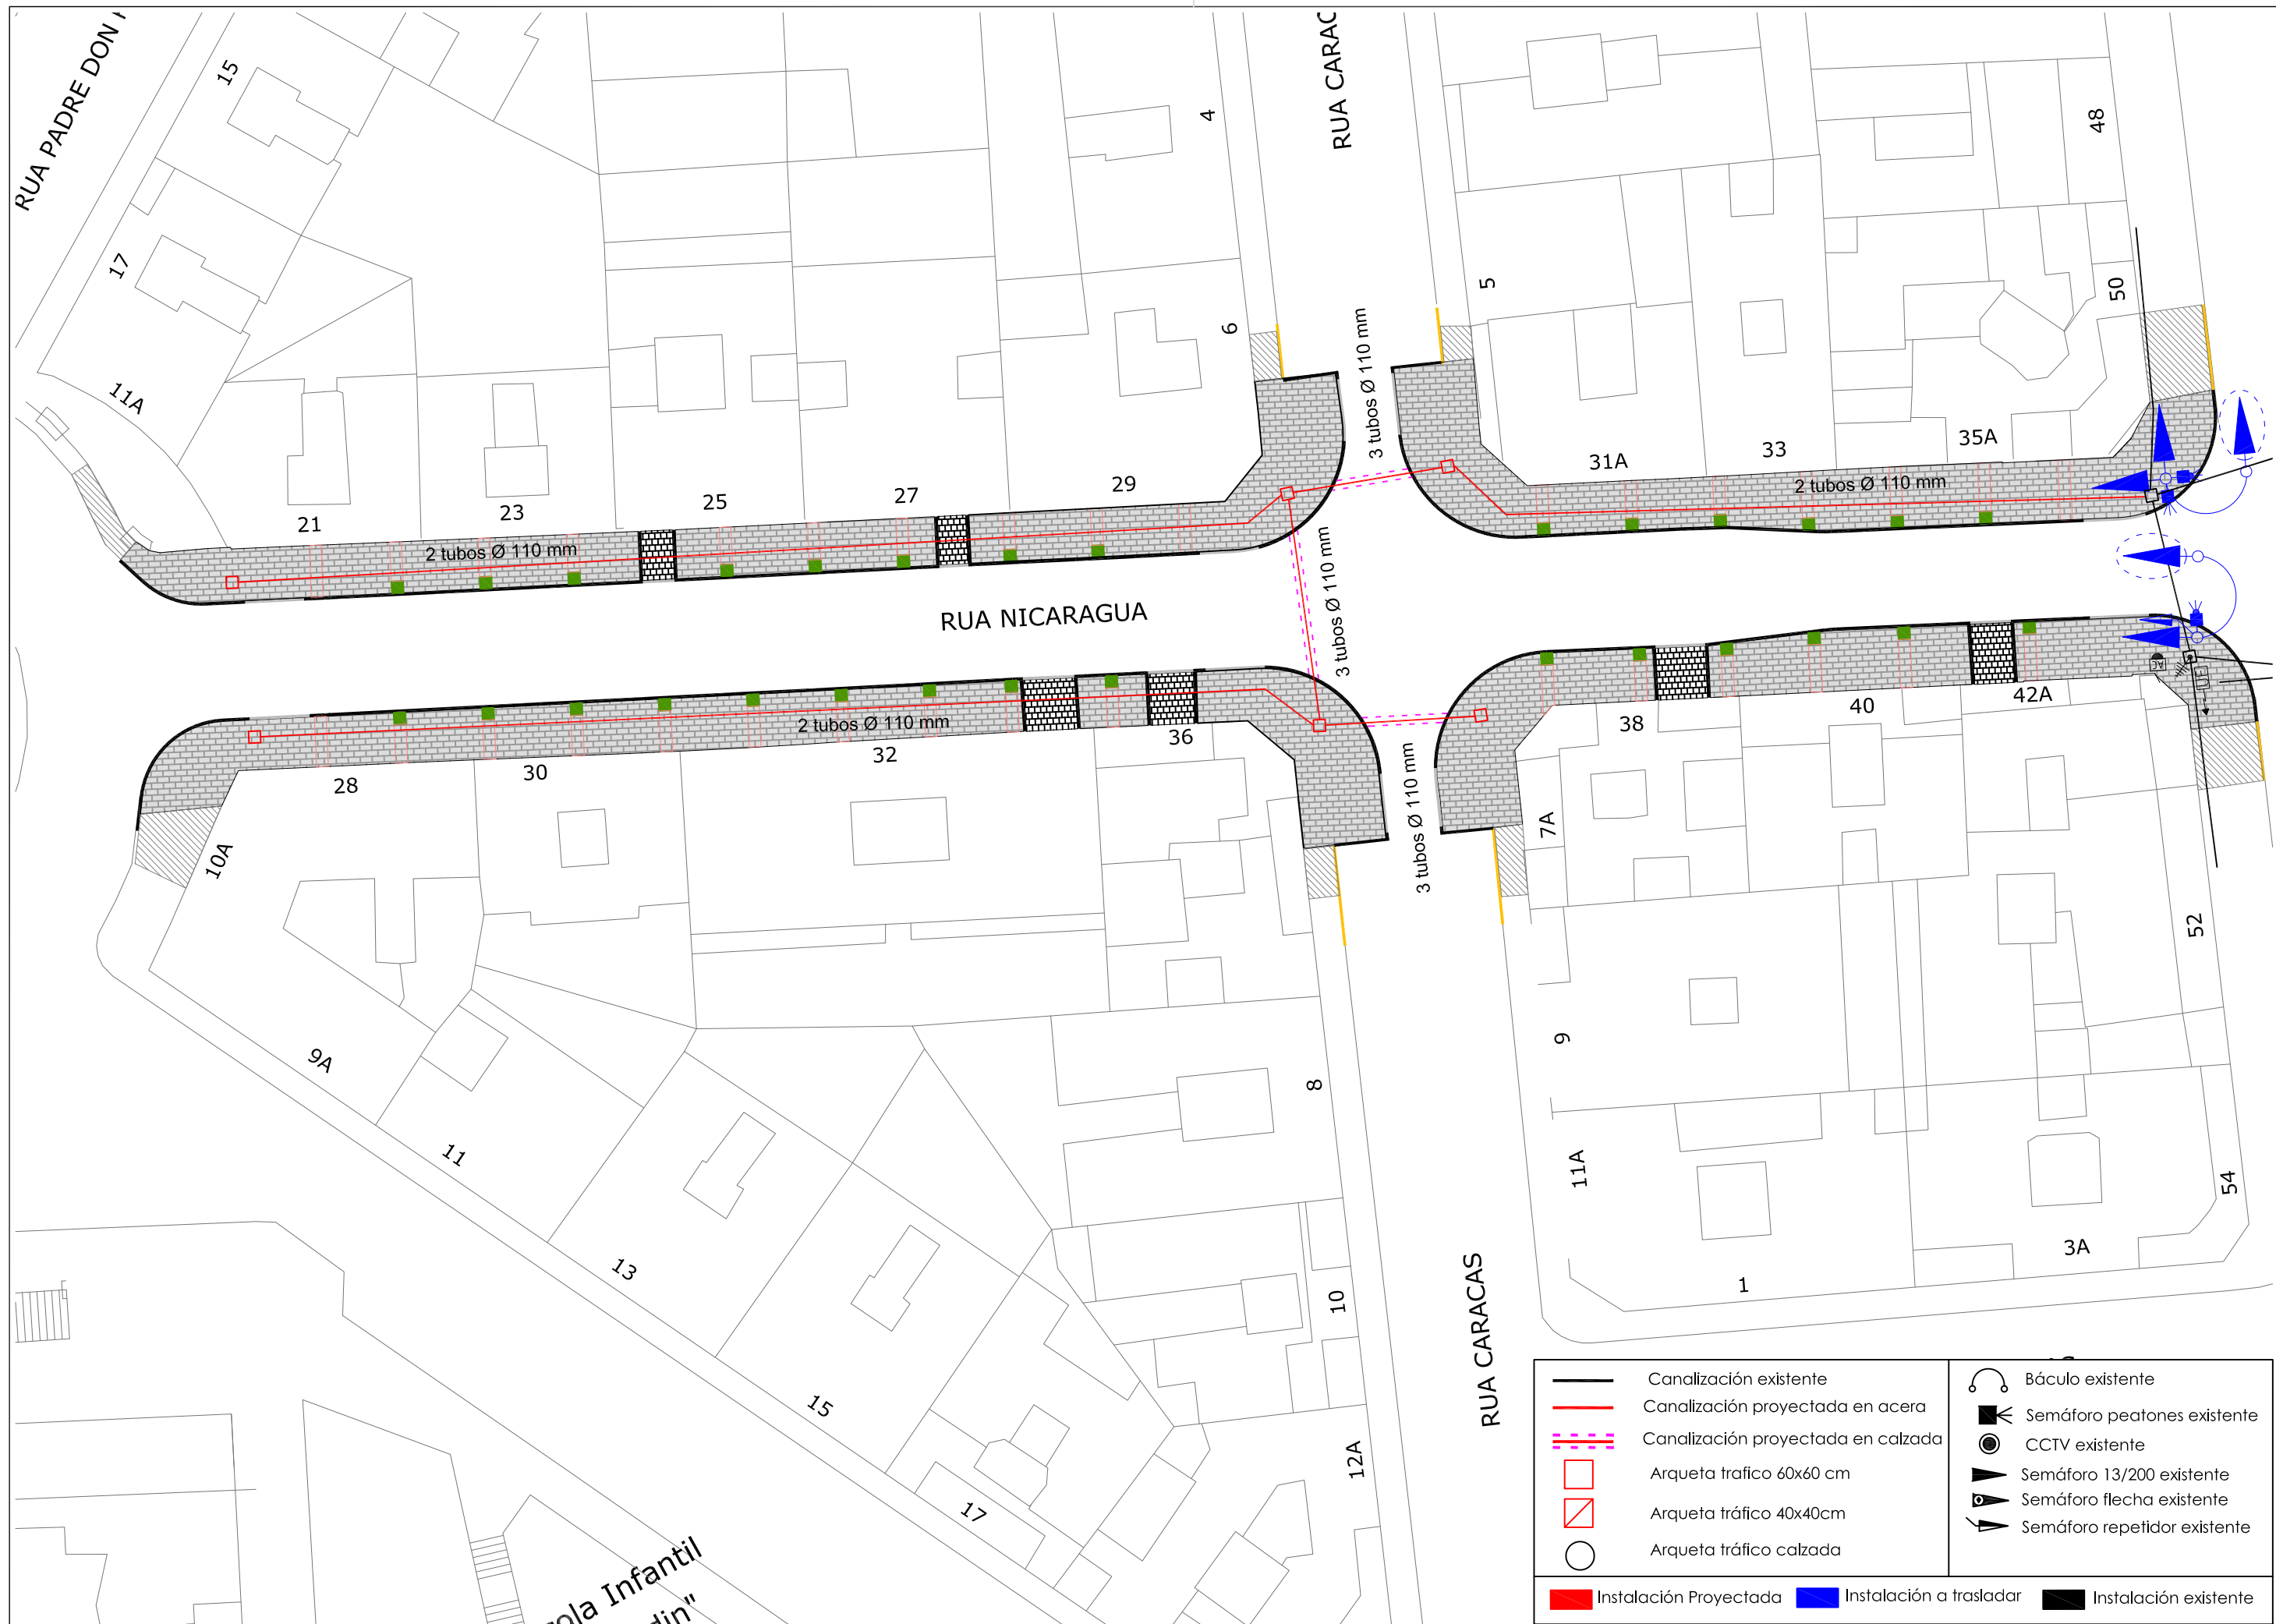 RUA PADRE DON
15
4
RUA CARAC
48
17
5
50
6
3 tubos Ø 110 mm
11A
21
23
25
27
29
31A
33
35A
2 tubos Ø 110 mm
2 tubos Ø 110 mm
RUA NICARAGUA
3 tubos Ø 110 mm
AC
2 tubos Ø 110 mm
28
30
32
36
38
40
42A
3 tubos Ø 110 mm
10A
7A
52
9A
9
8
11
11A
54
13
10
1
3A
15
RUA CARACAS
12A
17
ola Infantil
din"
Canalización existente
Canalización proyectada en acera
Canalización proyectada en calzada
Arqueta trafico 60x60 cm
Arqueta tráfico 40x40cm
Arqueta tráfico calzada
Báculo existente
Semáforo peatones existente
CCTV existente
Semáforo 13/200 existente
Semáforo flecha existente
Semáforo repetidor existente
Instalación Proyectada
Instalación a trasladar
Instalación existente